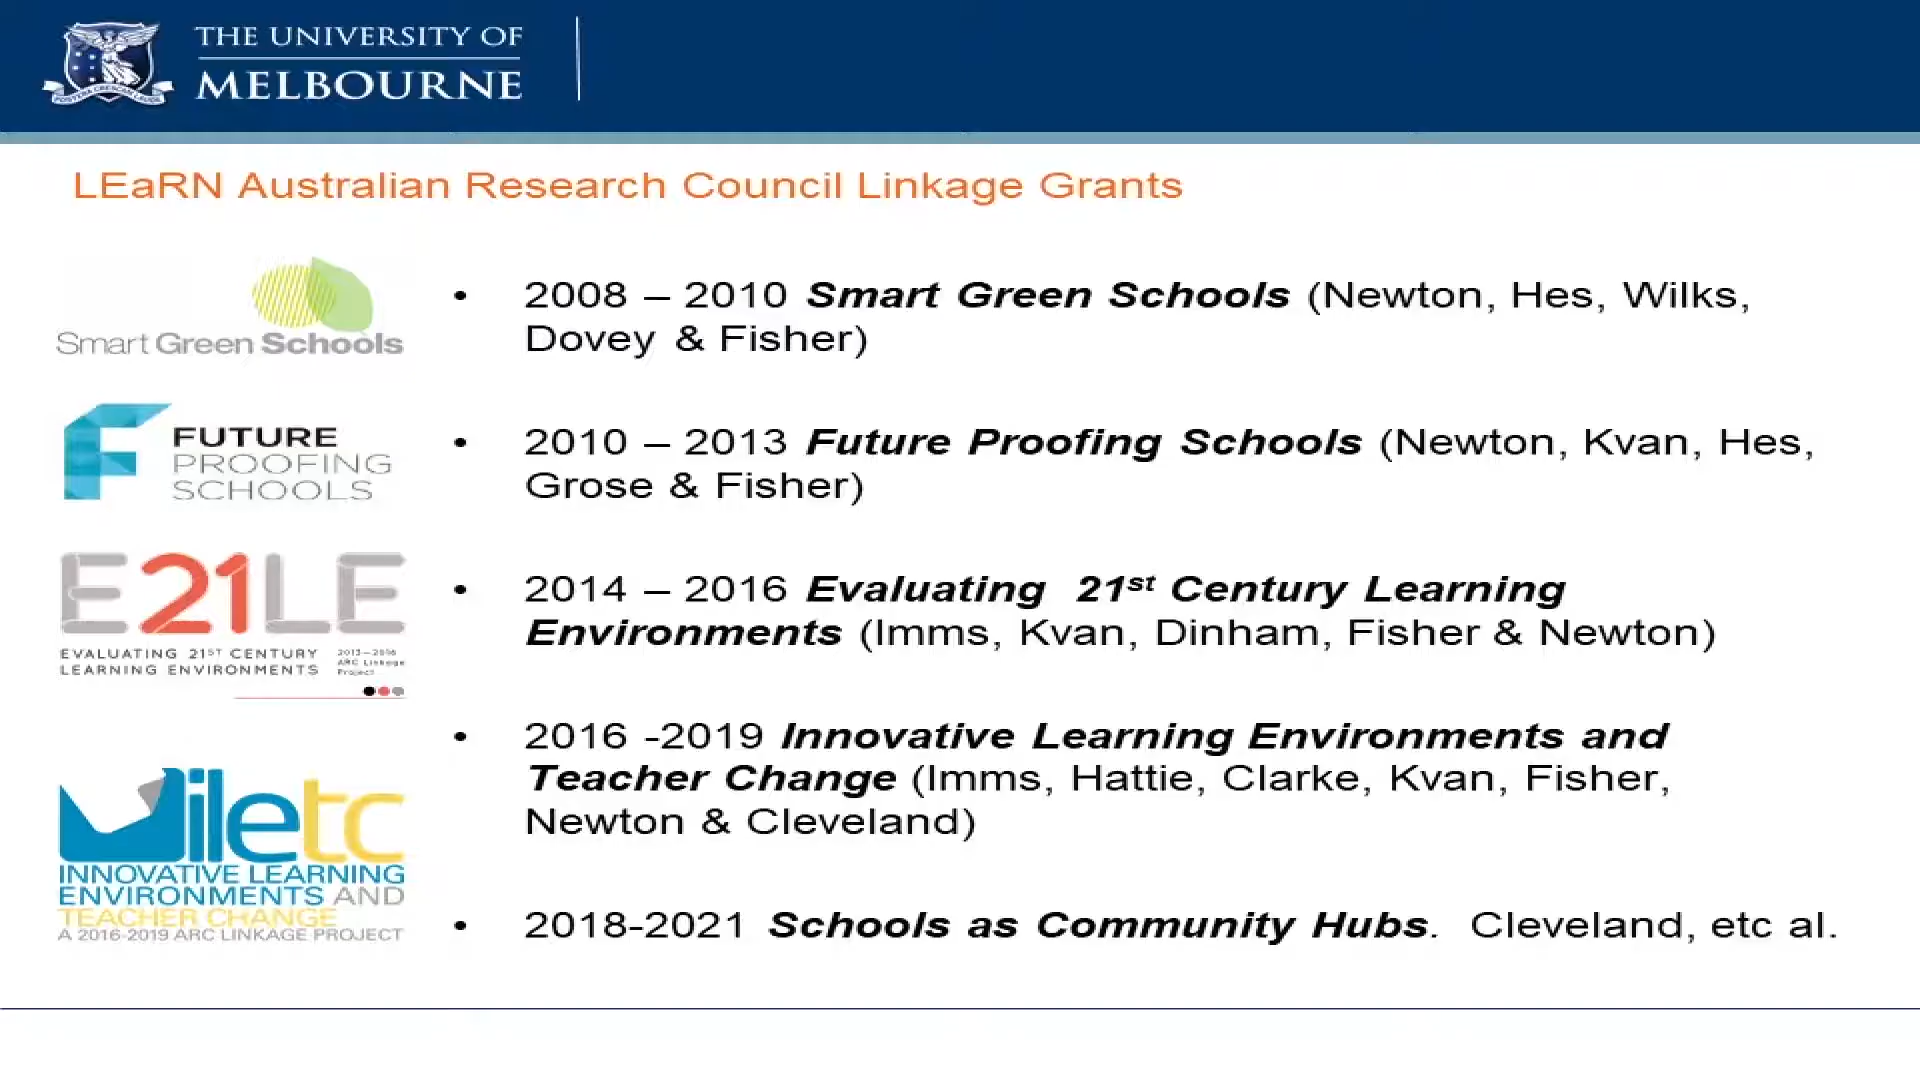 THE UNIVERSITY OF
MELBOURNE
LEaRN Australian Research Council Linkage Grants
Smart Green Schools
• 2008 – 2010 Smart Green Schools (Newton, Hes, Wilks,
Dovey & Fisher)
FUTURE
PROOFING
SCHOOLS
• 2010 – 2013 Future Proofing Schools (Newton, Kvan, Hes,
Grose & Fisher)
E21LE
EVALUATING 21ST CENTURY
LEARNING ENVIRONMENTS
2013–2016
ARC Linkage
Project
• 2014 – 2016 Evaluating 21st Century Learning
Environments (Imms, Kvan, Dinham, Fisher & Newton)
• 2016 -2019 Innovative Learning Environments and
Teacher Change (Imms, Hattie, Clarke, Kvan, Fisher,
Newton & Cleveland)
iletc
INNOVATIVE LEARNING
ENVIRONMENTS AND
TEACHER CHANGE
A 2016-2019 ARC LINKAGE PROJECT
• 2018-2021 Schools as Community Hubs. Cleveland, etc al.